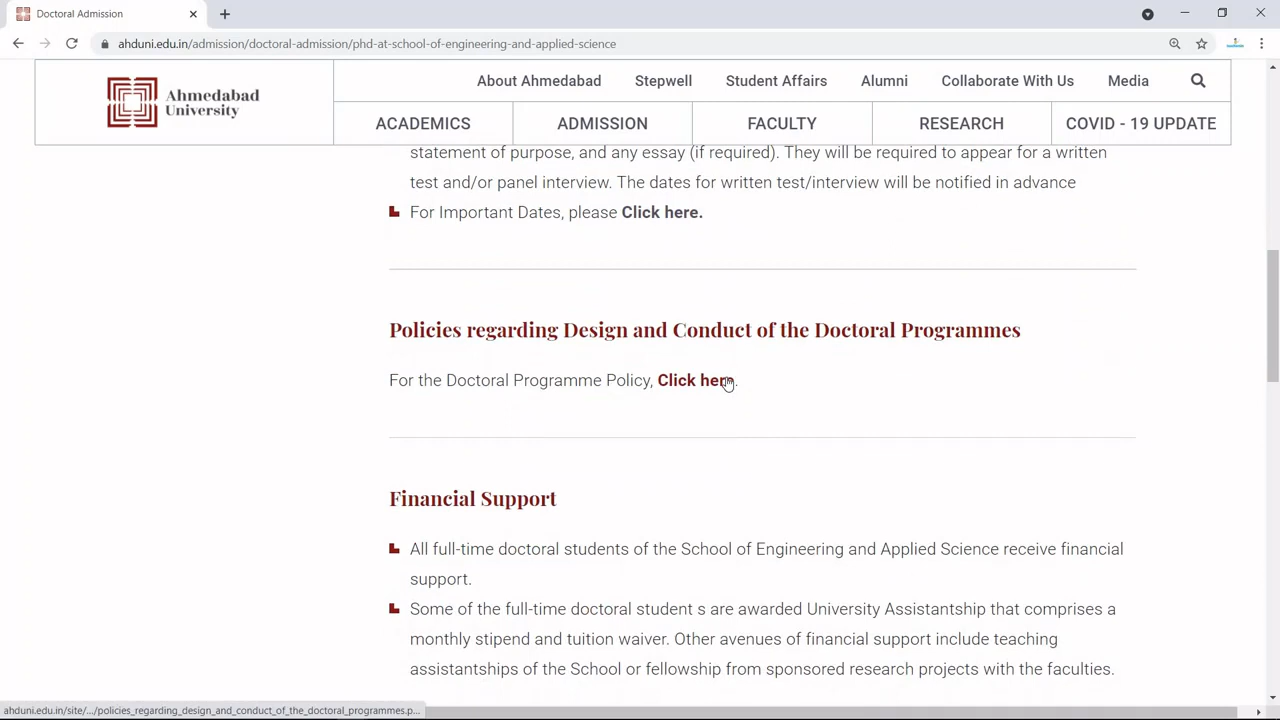 Doctoral Admission
ahduni.edu.in/admission/doctoral-admission/phd-at-school-of-engineering-and-applied-science
Ahmedabad
University
About Ahmedabad Stepwell Student Affairs Alumni Collaborate With Us Media
ACADEMICS ADMISSION FACULTY RESEARCH COVID - 19 UPDATE
statement of purpose, and any essay (if required). They will be required to appear for a written
test and/or panel interview. The dates for written test/interview will be notified in advance
For Important Dates, please Click here.
Policies regarding Design and Conduct of the Doctoral Programmes
For the Doctoral Programme Policy, Click here.
Financial Support
All full-time doctoral students of the School of Engineering and Applied Science receive financial
support.
Some of the full-time doctoral student s are awarded University Assistantship that comprises a
monthly stipend and tuition waiver. Other avenues of financial support include teaching
assistantships of the School or fellowship from sponsored research projects with the faculties.
ahduni.edu.in/site/.../policies_regarding_design_and_conduct_of_the_doctoral_programmes.p...